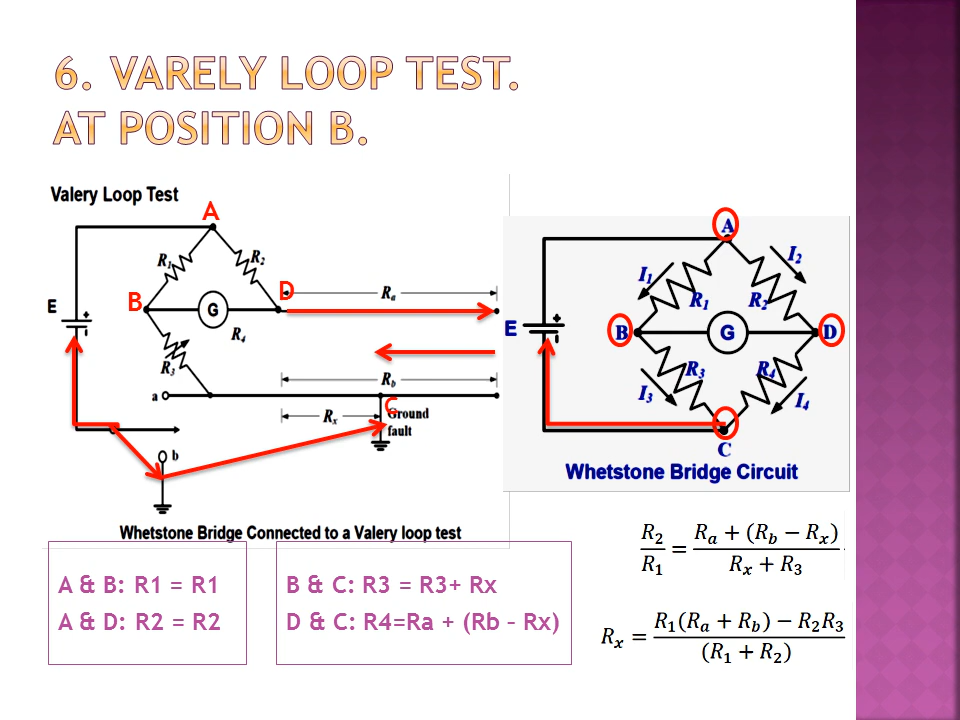 6. VARELY LOOP TEST.
AT POSITION B.
Valery Loop Test
A
R₁
R₂
B
D
E
+
G
Rₐ
R₄
R₃
R_b
a
C
Rₓ
Ground
fault
b
Whetstone Bridge Connected to a Valery loop test
A
I₁
I₂
R₁
R₂
E
+
B
G
D
R₃
R₄
I₃
I₄
C
Whetstone Bridge Circuit
A & B: R1 = R1
A & D: R2 = R2
B & C: R3 = R3+ Rx
D & C: R4=Ra + (Rb – Rx)
R₂/R₁ = (Rₐ + (R_b − Rₓ))/(Rₓ + R₃)
Rₓ = (R₁(Rₐ + R_b) − R₂R₃)/((R₁ + R₂))